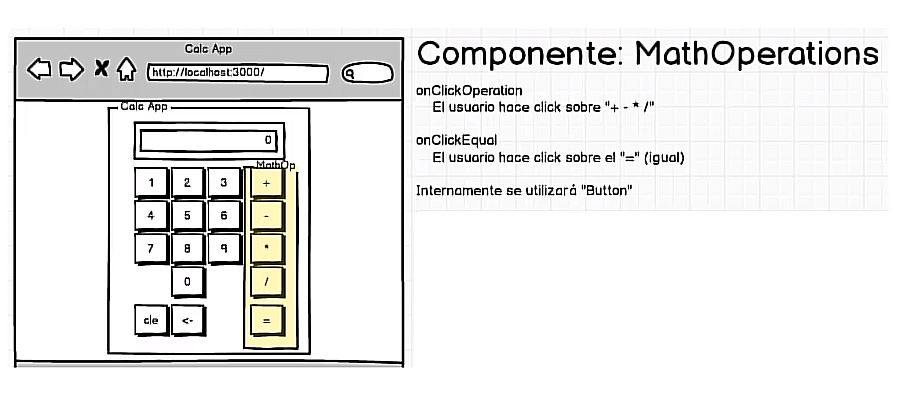 Calc App
http://localhost:3000/
Calc App
0
MathOp
1 2 3 +
4 5 6 -
7 8 9 *
0 /
cle <- =
Componente: MathOperations
onClickOperation
El usuario hace click sobre "+ - * /"
onClickEqual
El usuario hace click sobre el "=" (igual)
Internamente se utilizará "Button"